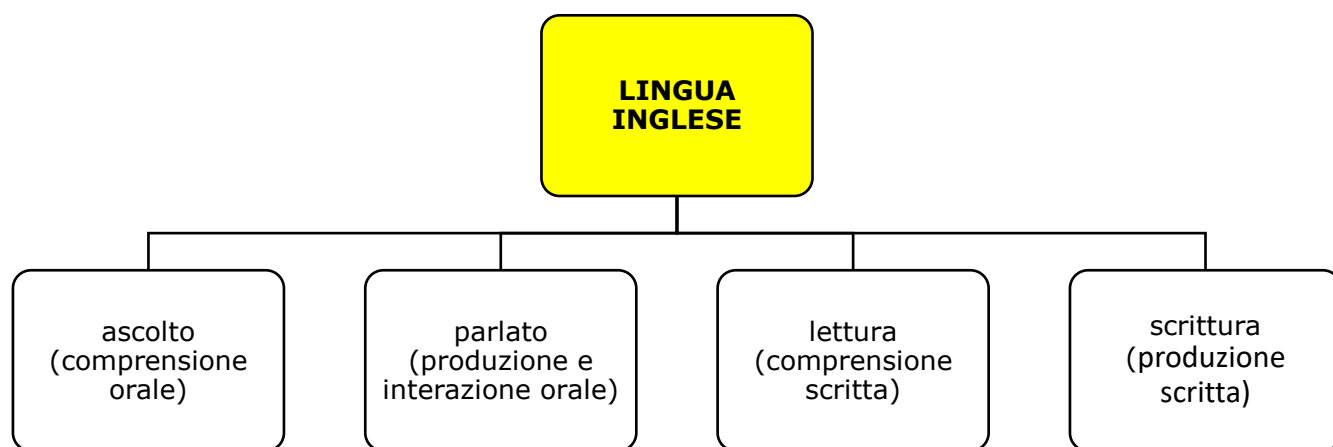 LINGUA
INGLESE
ascolto
(comprensione
orale)
parlato
(produzione e
interazione orale)
lettura
(comprensione
scritta)
scrittura
(produzione
scritta)